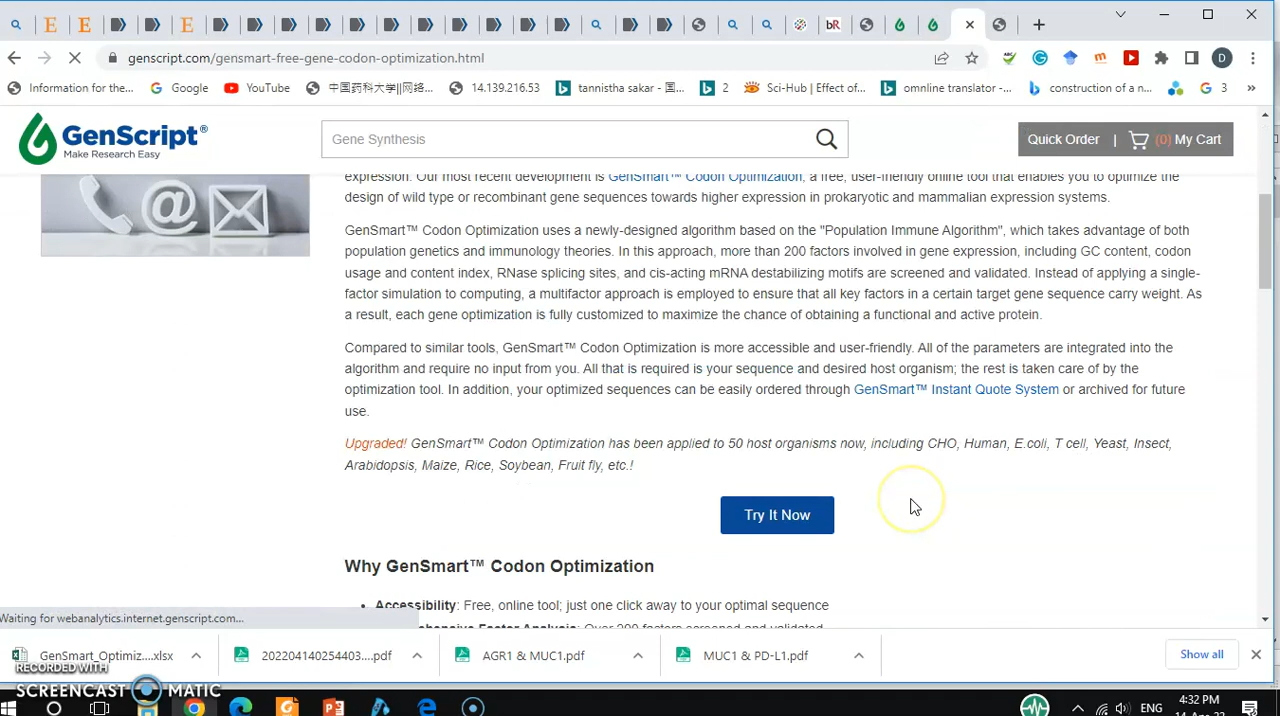 bR
genscript.com/gensmart-free-gene-codon-optimization.html
ABC
m
D
Information for the...
Google
YouTube
中国药科大学||网络...
14.139.216.53
tannistha sakar - 国...
2
Sci-Hub | Effect of...
omnline translator -...
construction of a n...
3
»
GenScript®
Make Research Easy
Gene Synthesis
Quick Order | (0) My Cart
expression. Our most recent development is GenSmart™ Codon Optimization, a free, user-friendly online tool that enables you to optimize the
design of wild type or recombinant gene sequences towards higher expression in prokaryotic and mammalian expression systems.
GenSmart™ Codon Optimization uses a newly-designed algorithm based on the "Population Immune Algorithm", which takes advantage of both
population genetics and immunology theories. In this approach, more than 200 factors involved in gene expression, including GC content, codon
usage and content index, RNase splicing sites, and cis-acting mRNA destabilizing motifs are screened and validated. Instead of applying a single-
factor simulation to computing, a multifactor approach is employed to ensure that all key factors in a certain target gene sequence carry weight. As
a result, each gene optimization is fully customized to maximize the chance of obtaining a functional and active protein.
Compared to similar tools, GenSmart™ Codon Optimization is more accessible and user-friendly. All of the parameters are integrated into the
algorithm and require no input from you. All that is required is your sequence and desired host organism; the rest is taken care of by the
optimization tool. In addition, your optimized sequences can be easily ordered through GenSmart™ Instant Quote System or archived for future
use.
Upgraded! GenSmart™ Codon Optimization has been applied to 50 host organisms now, including CHO, Human, E.coli, T cell, Yeast, Insect,
Arabidopsis, Maize, Rice, Soybean, Fruit fly, etc.!
Try It Now
Why GenSmart™ Codon Optimization
• Accessibility: Free, online tool; just one click away to your optimal sequence
Factor Analysis: Over 200 factors screened and validated
Waiting for webanalytics.internet.genscript.com...
GenSmart_Optimiz....xlsx
202204140254403....pdf
AGR1 & MUC1.pdf
MUC1 & PD-L1.pdf
Show all
RECORDED WITH
SCREENCAST MATIC
ENG
4:32 PM